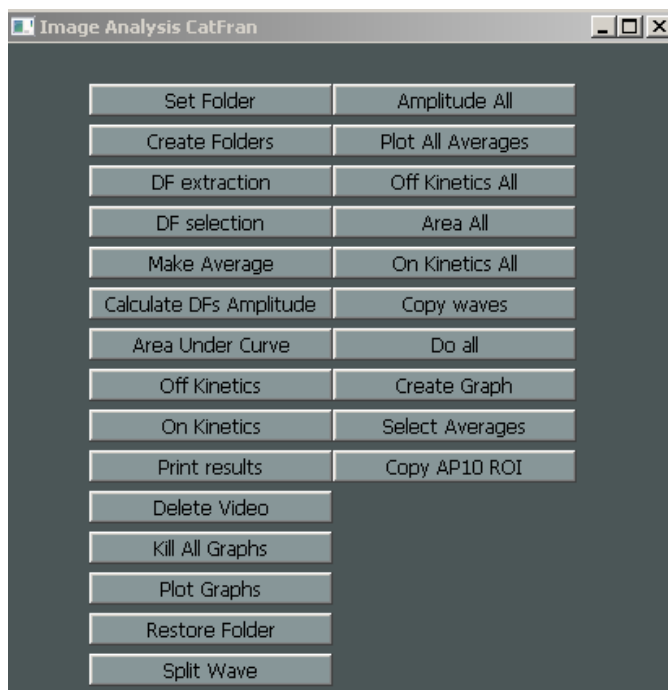 Image Analysis CatFran
Set Folder Amplitude All
Create Folders Plot All Averages
DF extraction Off Kinetics All
DF selection Area All
Make Average On Kinetics All
Calculate DFs Amplitude Copy waves
Area Under Curve Do all
Off Kinetics Create Graph
On Kinetics Select Averages
Print results Copy AP10 ROI
Delete Video
Kill All Graphs
Plot Graphs
Restore Folder
Split Wave